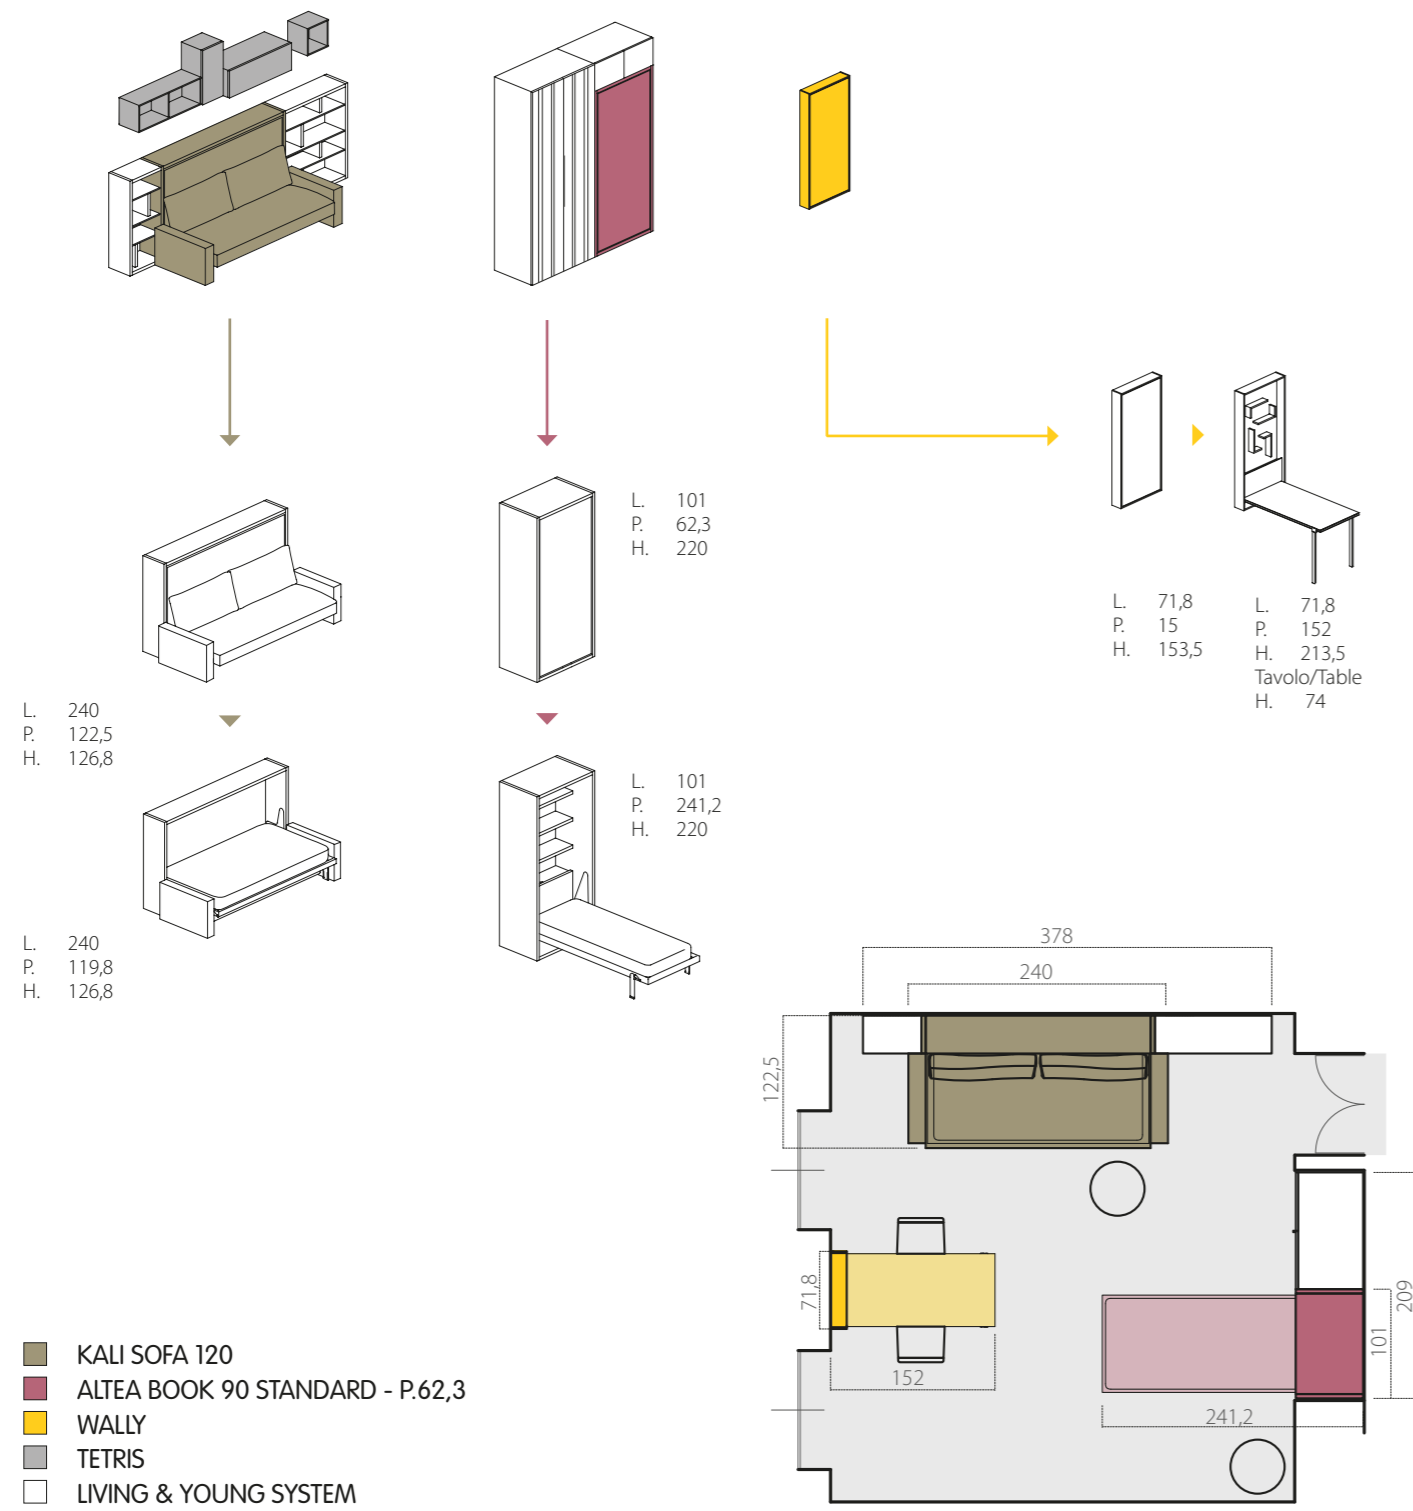 L. 101
P. 62,3
H. 220
L. 71,8
P. 15
H. 153,5
L. 71,8
P. 152
H. 213,5
Tavolo/Table
H. 74
L. 240
P. 122,5
H. 126,8
L. 101
P. 241,2
H. 220
L. 240
P. 119,8
H. 126,8
378
240
122,5
71,8
152
209
101
241,2
KALI SOFA 120
ALTEA BOOK 90 STANDARD - P.62,3
WALLY
TETRIS
LIVING & YOUNG SYSTEM